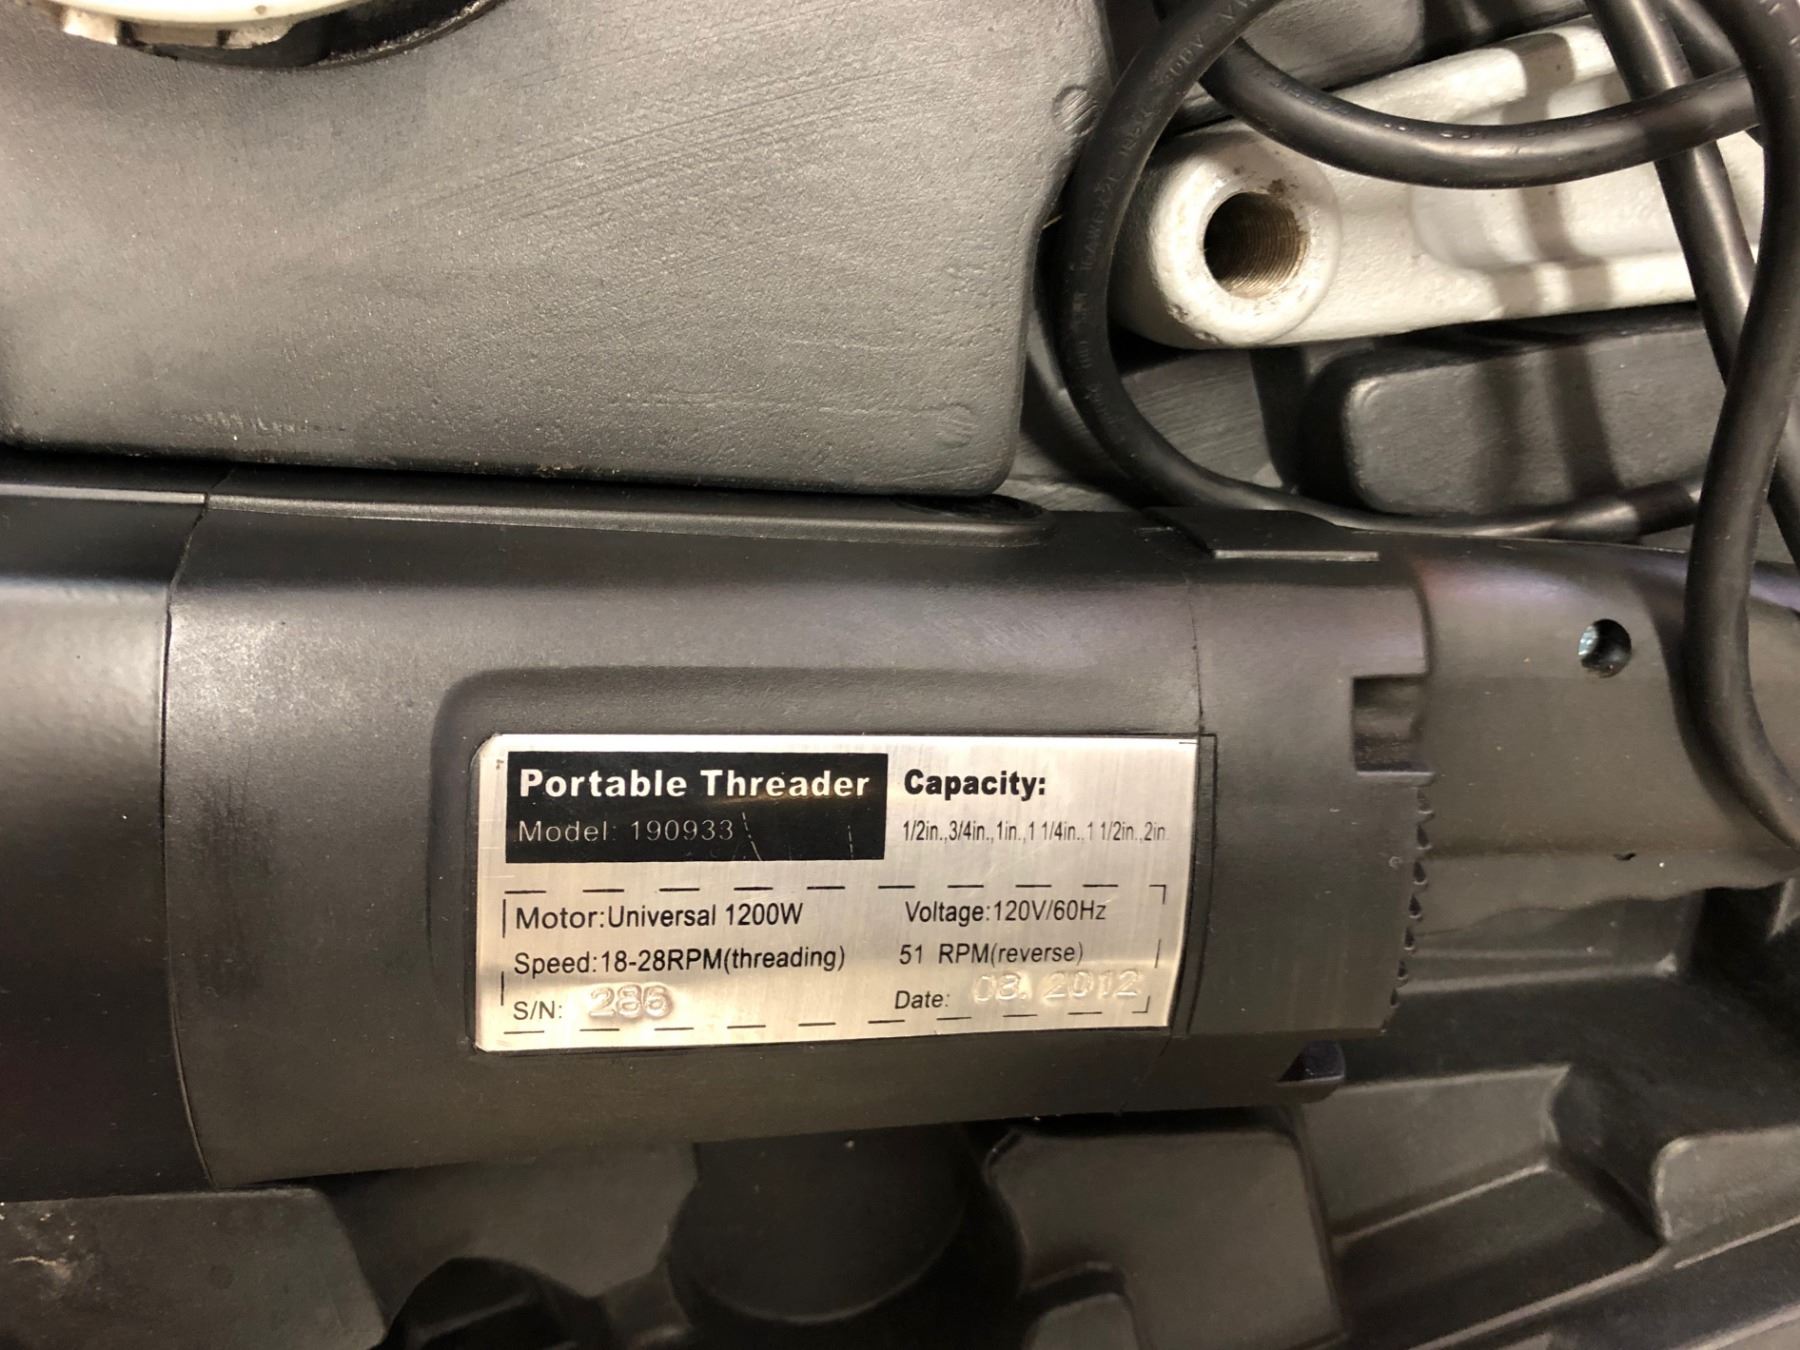 Portable Threader
Model: 190933
Capacity:
1/2in.,3/4in.,1in.,1 1/4in.,1 1/2in.,2in.
Motor:Universal 1200W
Voltage:120V/60Hz
Speed:18-28RPM(threading)
51 RPM(reverse)
S/N: 286
Date: 08. 2012
300V